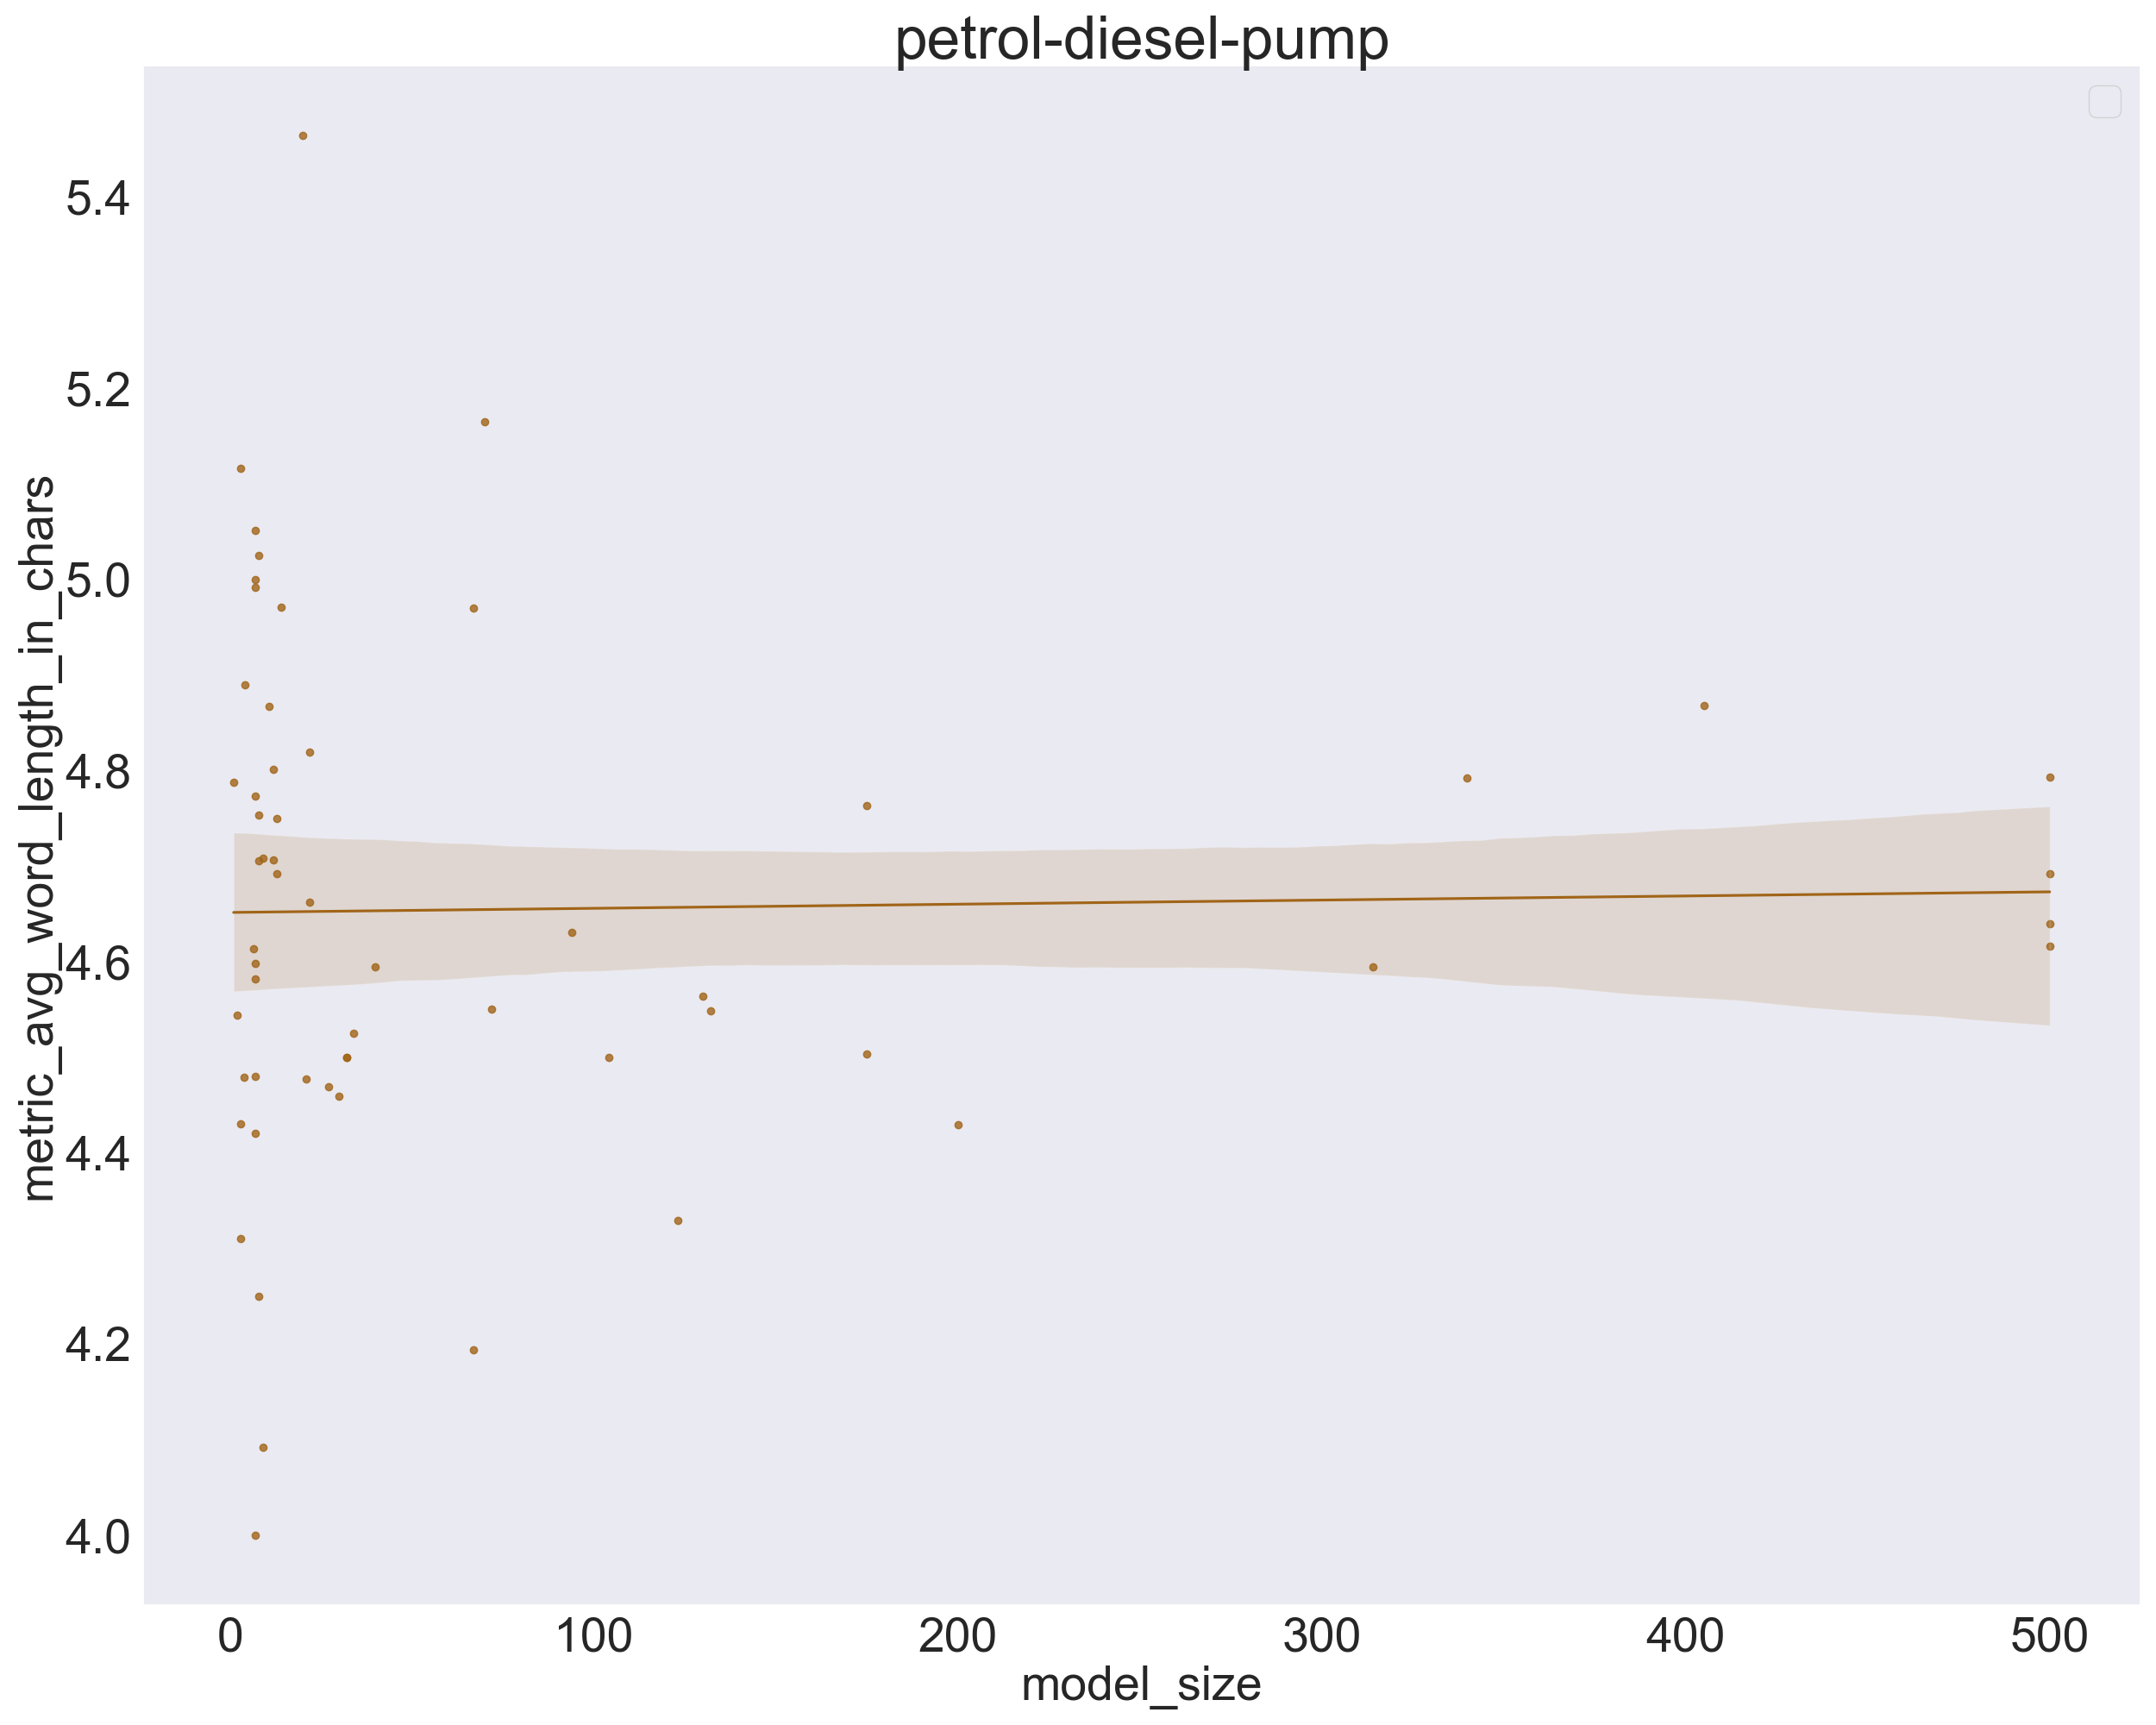 petrol-diesel-pump
metric_avg_word_length_in_chars
5.4
5.2
5.0
4.8
4.6
4.4
4.2
4.0
0 100 200 300 400 500
model_size